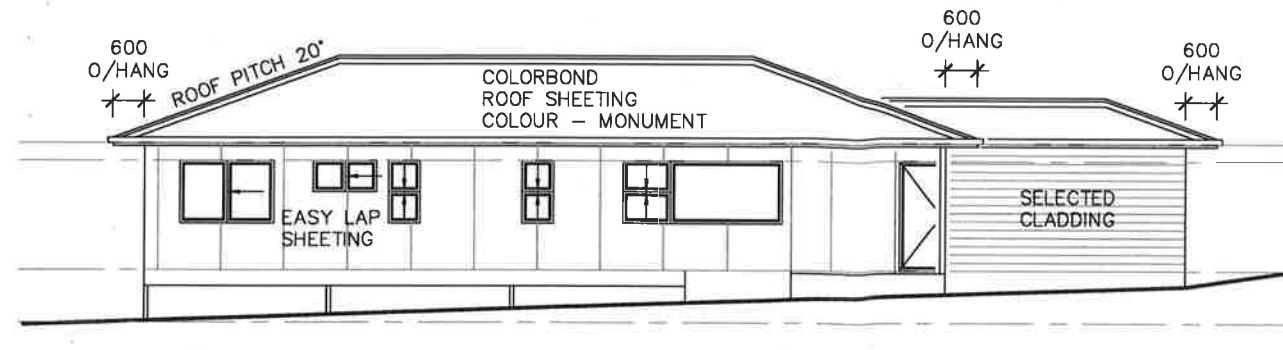 600
O/HANG
ROOF PITCH 20°
COLORBOND
ROOF SHEETING
COLOUR – MONUMENT
600
O/HANG
600
O/HANG
EASY LAP
SHEETING
SELECTED
CLADDING